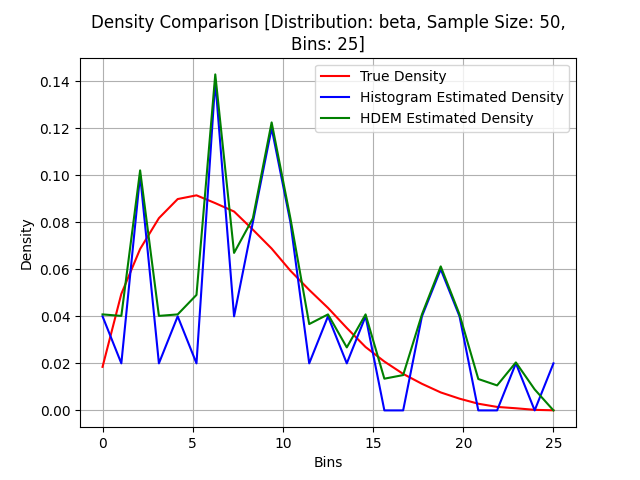 Density Comparison [Distribution: beta, Sample Size: 50,
Bins: 25]
True Density
Histogram Estimated Density
HDEM Estimated Density
Density
0.14
0.12
0.10
0.08
0.06
0.04
0.02
0.00
0 5 10 15 20 25
Bins